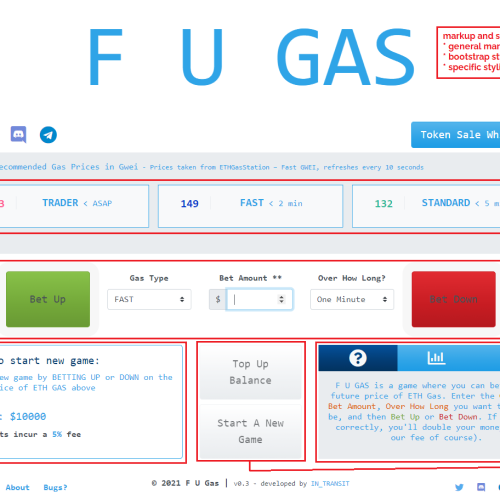 F U GAS
markup and s
* general mar
* bootstrap st
* specific styli
Token Sale Wh
ecommended Gas Prices in Gwei - Prices taken from ETHGasStation – Fast GWEI, refreshes every 10 seconds
3 TRADER < ASAP
149 FAST < 2 min
132 STANDARD < 5 m
Gas Type
Bet Amount **
Over How Long?
Bet Up
FAST
$
One Minute
Bet Down
o start new game:
ew game by BETTING UP or DOWN on the
ice of ETH GAS above
: $10000
ts incur a 5% fee
Top Up
Balance
Start A New
Game
F U GAS is a game where you can be
future price of ETH Gas. Enter the
Bet Amount, Over How Long you want t
be, and then Bet Up or Bet Down. If
correctly, you'll double your mone
our fee of course).
About Bugs?
© 2021 F U Gas | v0.3 - developed by IN_TRANSIT